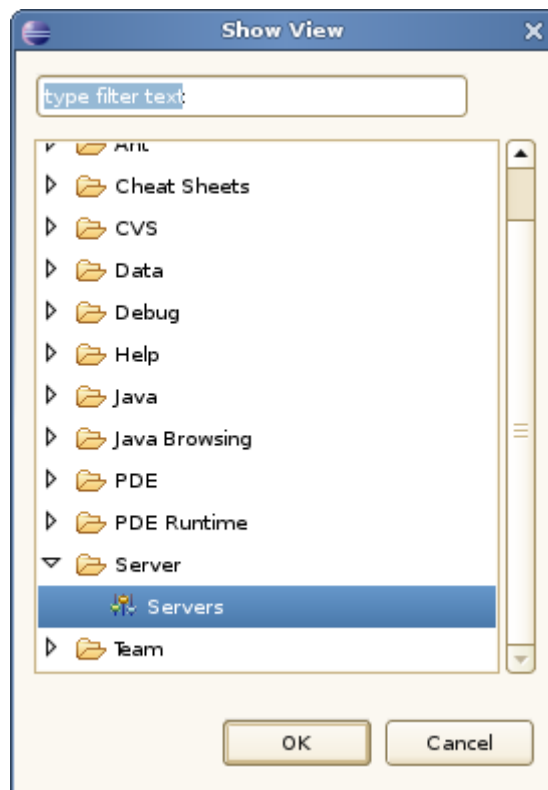 Show View
type filter text
Ant
Cheat Sheets
CVS
Data
Debug
Help
Java
Java Browsing
PDE
PDE Runtime
Server
Servers
Team
OK
Cancel